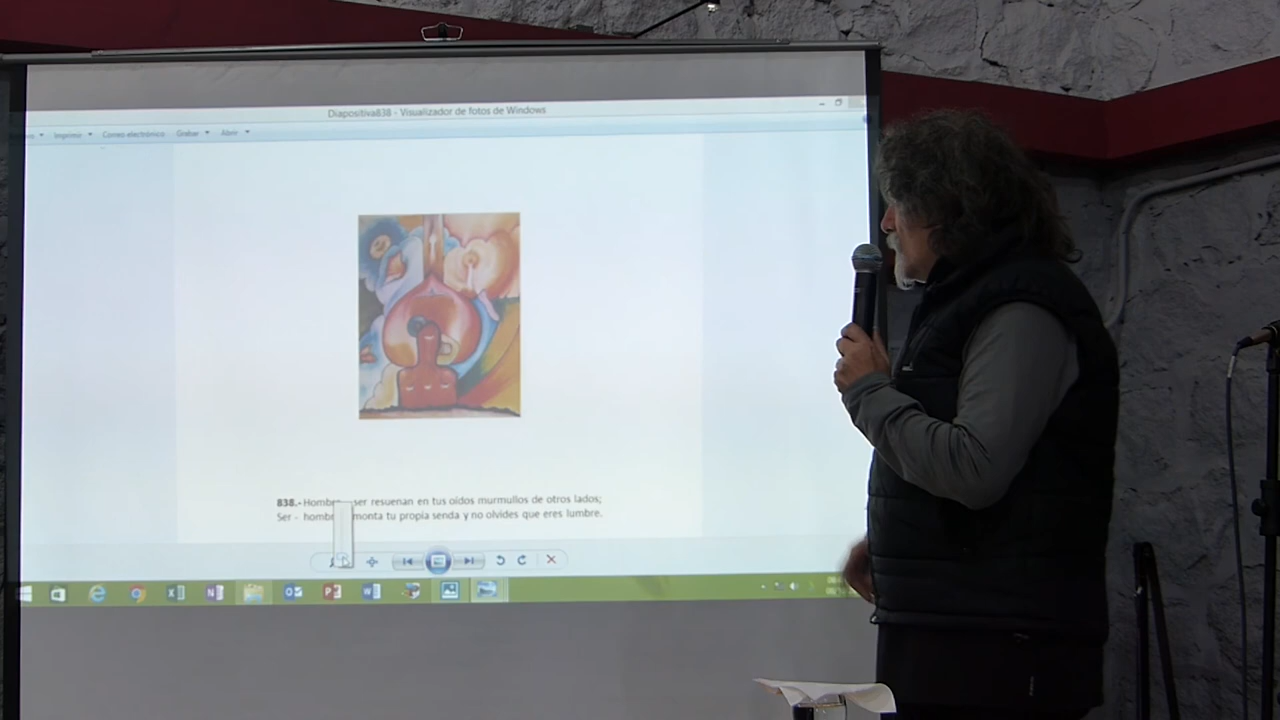 Diapositiva838 - Visualizador de fotos de Windows
Imprimir Correo electrónico Grabar Abrir
838.- Hombre ser resuenan en tus oídos murmullos de otros lados;
Ser - hombre monta tu propia senda y no olvides que eres lumbre.